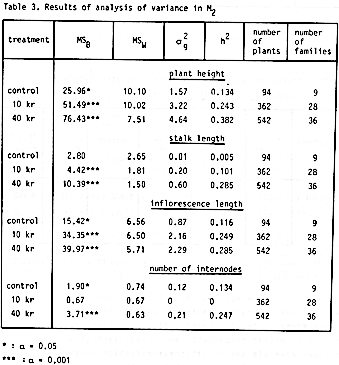 Table 3. Results of analysis of variance in M2
treatment MSB MSW σ²g h² number of plants number of families
plant height
control 25.96* 10.10 1.57 0.134 94 9
10 kr 51.49*** 10.02 3.22 0.243 362 28
40 kr 76.43*** 7.51 4.64 0.382 542 36
stalk length
control 2.80 2.65 0.01 0.005 94 9
10 kr 4.42*** 1.81 0.20 0.101 362 28
40 kr 10.39*** 1.50 0.60 0.285 542 36
inflorescence length
control 15.42* 6.56 0.87 0.116 94 9
10 kr 34.35*** 6.50 2.16 0.249 362 28
40 kr 39.97*** 5.71 2.29 0.285 542 36
number of internodes
control 1.90* 0.74 0.12 0.134 94 9
10 kr 0.67 0.67 0 0 362 28
40 kr 3.71*** 0.63 0.21 0.247 542 36
* : α = 0.05
*** : α = 0,001